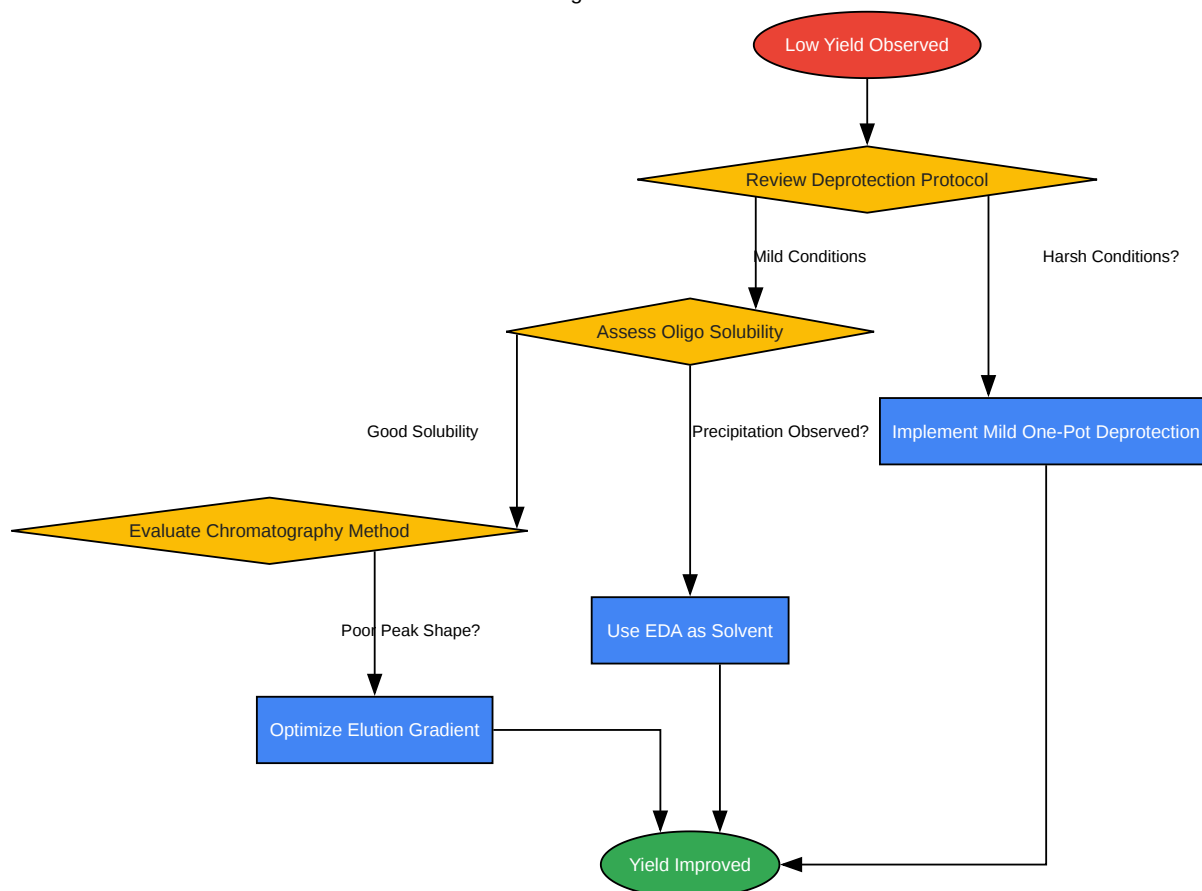 Low Yield Observed
Review Deprotection Protocol
Mild Conditions
Harsh Conditions?
Assess Oligo Solubility
Good Solubility
Precipitation Observed?
Implement Mild One-Pot Deprotection
Evaluate Chromatography Method
Poor Peak Shape?
Use EDA as Solvent
Optimize Elution Gradient
Yield Improved